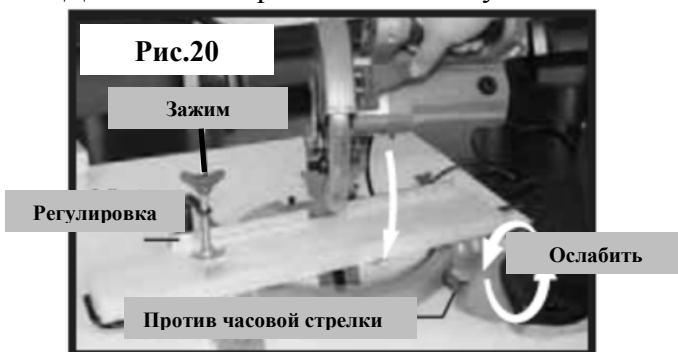 Рис.20
Зажим
Регулировка
Ослабить
Против часовой стрелки